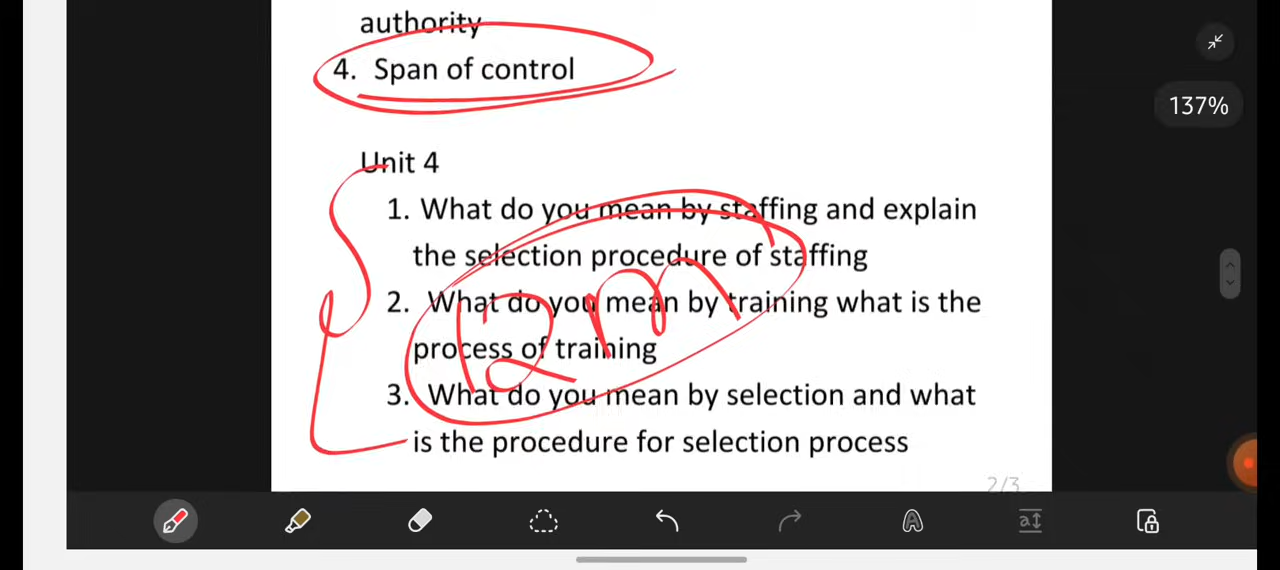 authority
4. Span of control
137%
Unit 4
1. What do you mean by staffing and explain
the selection procedure of staffing
2. What do you mean by training what is the
process of training
12m
3. What do you mean by selection and what
is the procedure for selection process
2/3